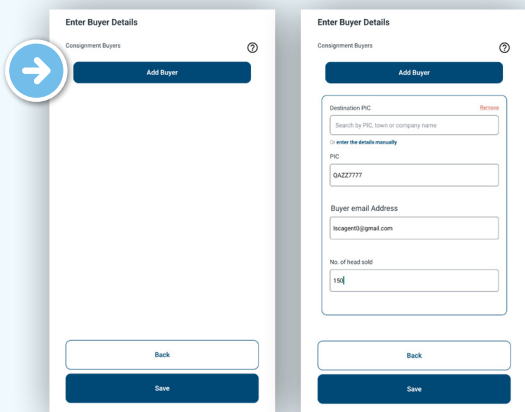 Enter Buyer Details
Consignment Buyers
Add Buyer
Back
Save
Enter Buyer Details
Consignment Buyers
Add Buyer
Destination PIC Remove
Search by PIC, town or company name
Or enter the details manually
PIC
QAZZ7777
Buyer email Address
lscagent0@gmail.com
No. of head sold
150
Back
Save